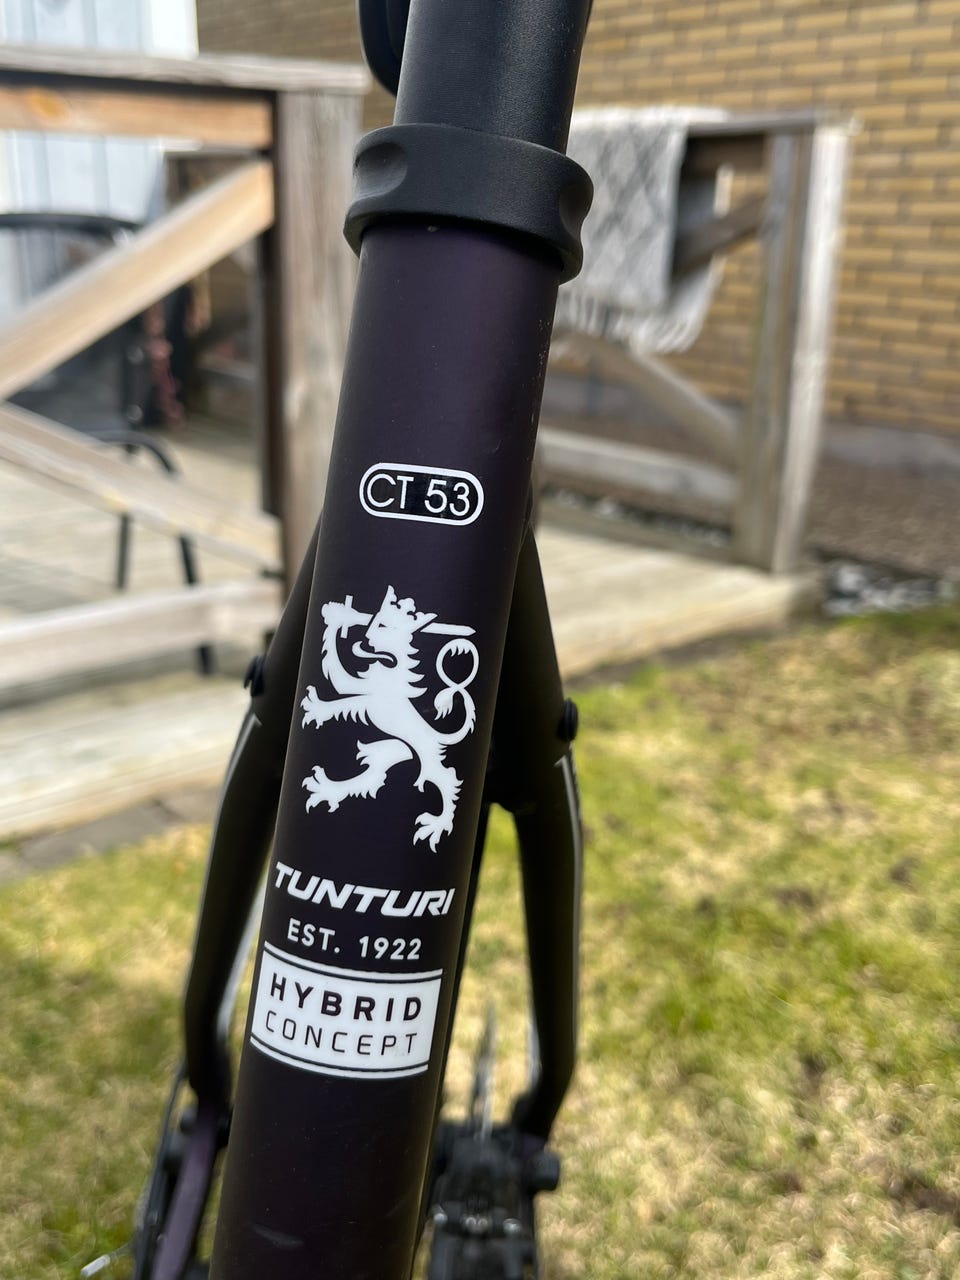 CT 53
TUNTURI
EST. 1922
HYBRID
CONCEPT